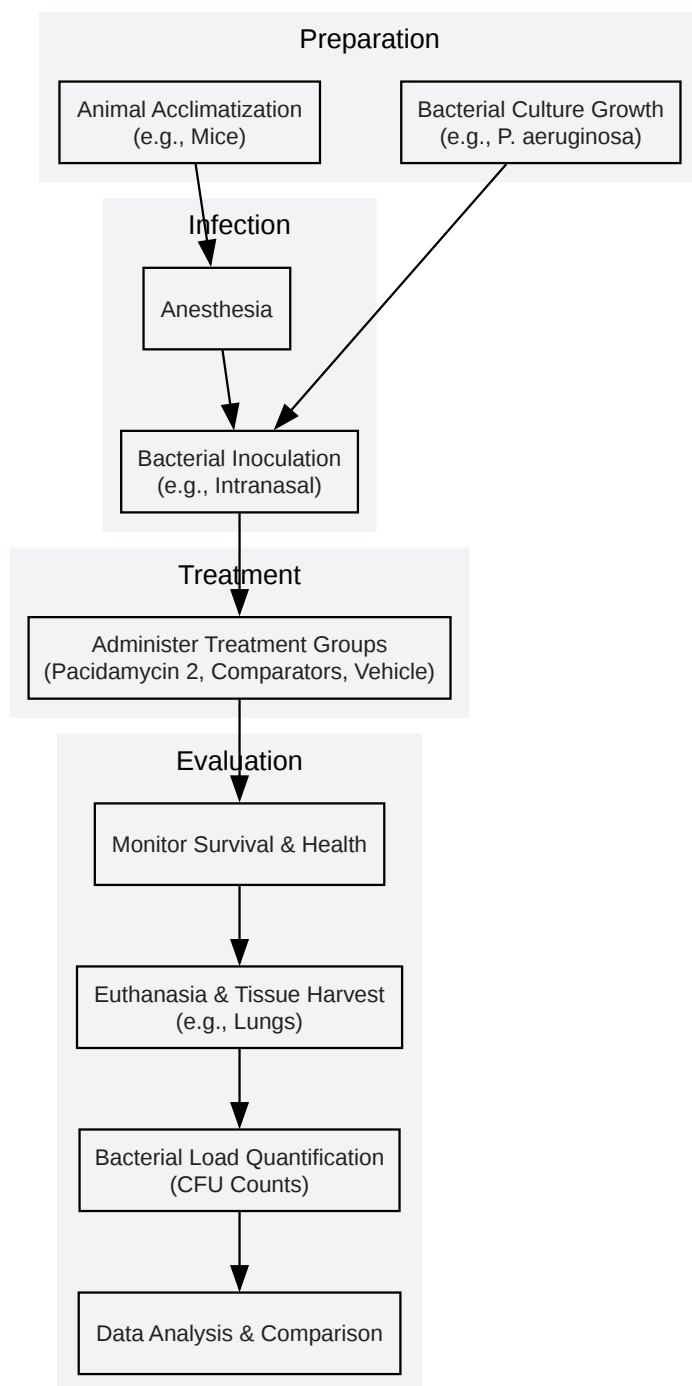 Preparation
Animal Acclimatization
(e.g., Mice)
Bacterial Culture Growth
(e.g., P. aeruginosa)
Infection
Anesthesia
Bacterial Inoculation
(e.g., Intranasal)
Treatment
Administer Treatment Groups
(Pacidamycin 2, Comparators, Vehicle)
Evaluation
Monitor Survival & Health
Euthanasia & Tissue Harvest
(e.g., Lungs)
Bacterial Load Quantification
(CFU Counts)
Data Analysis & Comparison